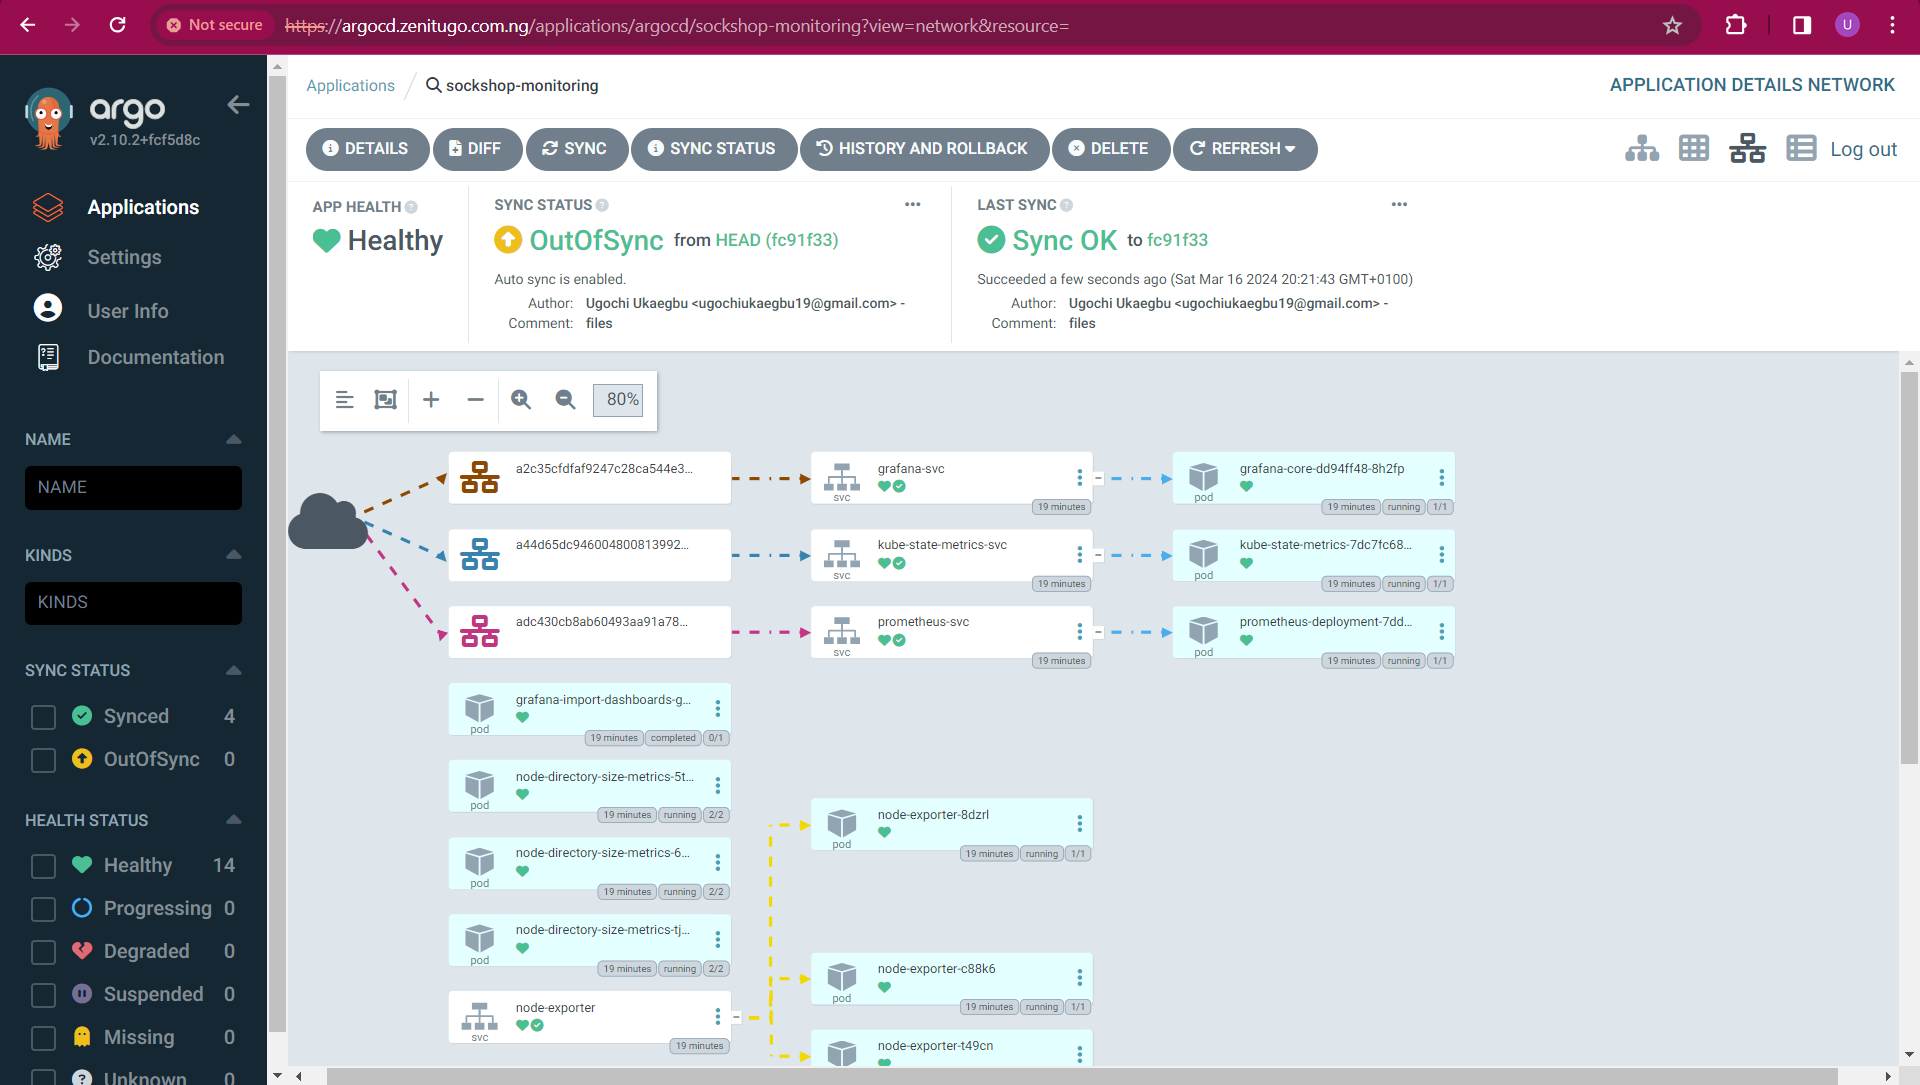 Not secure
https://argocd.zenitugo.com.ng/applications/argocd/sockshop-monitoring?view=network&resource=
U
argo
v2.10.2+fcf5d8c
Applications
Settings
User Info
Documentation
NAME
NAME
KINDS
KINDS
SYNC STATUS
Synced 4
OutOfSync 0
HEALTH STATUS
Healthy 14
Progressing 0
Degraded 0
Suspended 0
Missing 0
Unknown 0
Applications / sockshop-monitoring
APPLICATION DETAILS NETWORK
DETAILS
DIFF
SYNC
SYNC STATUS
HISTORY AND ROLLBACK
DELETE
REFRESH
Log out
APP HEALTH
Healthy
SYNC STATUS
OutOfSync from HEAD (fc91f33)
Auto sync is enabled.
Author: Ugochi Ukaegbu <ugochiukaegbu19@gmail.com> -
Comment: files
LAST SYNC
Sync OK to fc91f33
Succeeded a few seconds ago (Sat Mar 16 2024 20:21:43 GMT+0100)
Author: Ugochi Ukaegbu <ugochiukaegbu19@gmail.com> -
Comment: files
80%
a2c35cfdfaf9247c28ca544e3...
grafana-svc
svc
19 minutes
grafana-core-dd94ff48-8h2fp
pod
19 minutes running 1/1
a44d65dc946004800813992...
kube-state-metrics-svc
svc
19 minutes
kube-state-metrics-7dc7fc68...
pod
19 minutes running 1/1
adc430cb8ab60493aa91a78...
prometheus-svc
svc
19 minutes
prometheus-deployment-7dd...
pod
19 minutes running 1/1
grafana-import-dashboards-g...
pod
19 minutes completed 0/1
node-directory-size-metrics-5t...
pod
19 minutes running 2/2
node-exporter-8dzrl
pod
19 minutes running 1/1
node-directory-size-metrics-6...
pod
19 minutes running 2/2
node-directory-size-metrics-tj...
pod
19 minutes running 2/2
node-exporter-c88k6
pod
19 minutes running 1/1
node-exporter
svc
19 minutes
node-exporter-t49cn